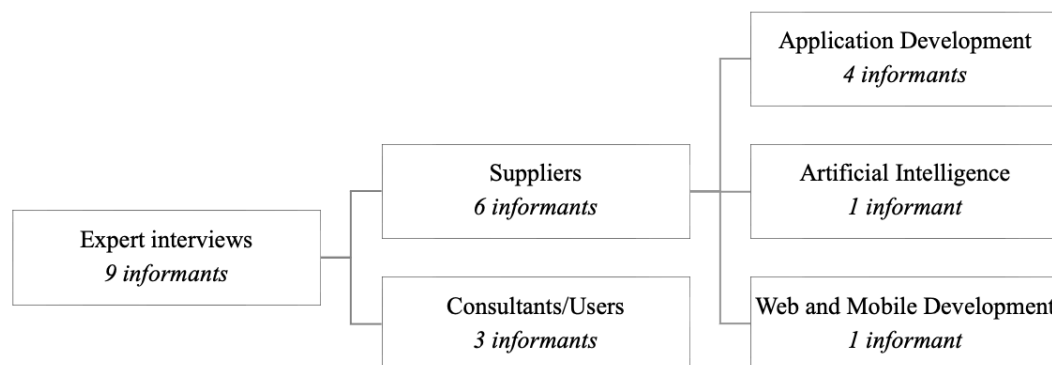 Expert interviews
9 informants
Suppliers
6 informants
Consultants/Users
3 informants
Application Development
4 informants
Artificial Intelligence
1 informant
Web and Mobile Development
1 informant